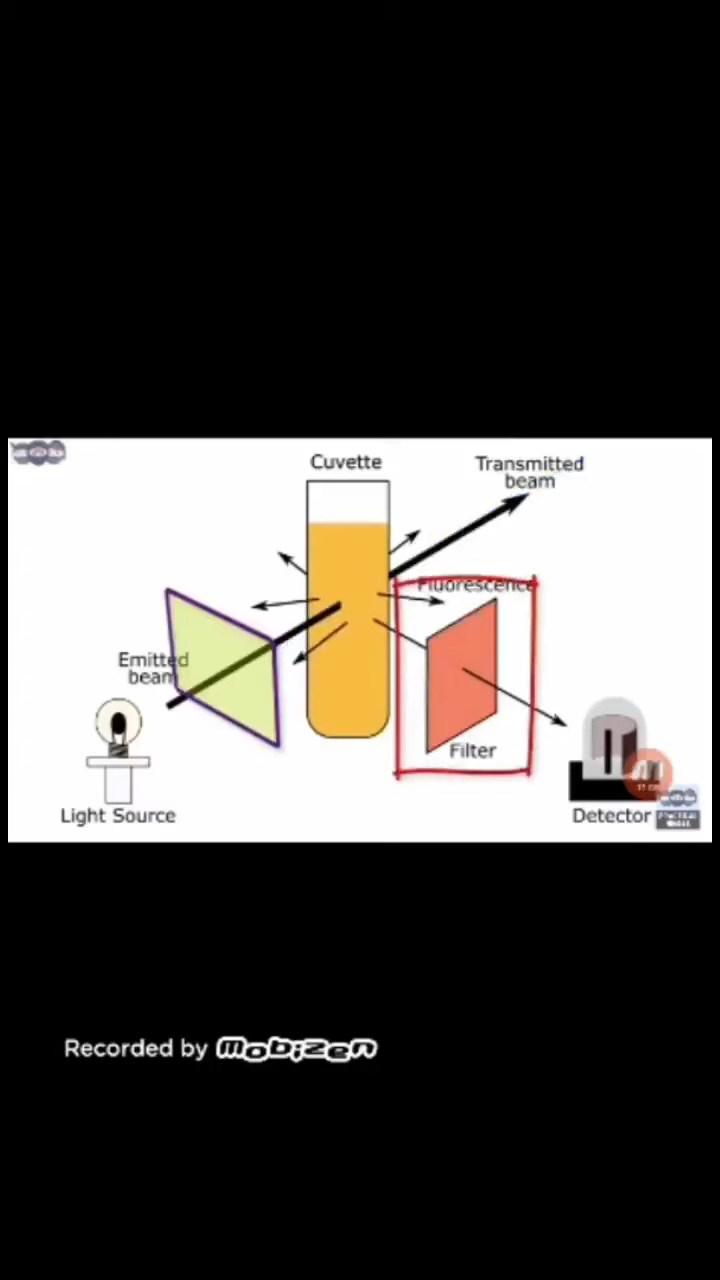 Cuvette
Transmitted
beam
Fluorescence
Emitted
beam
Filter
Light Source
Detector
Recorded by mobizen